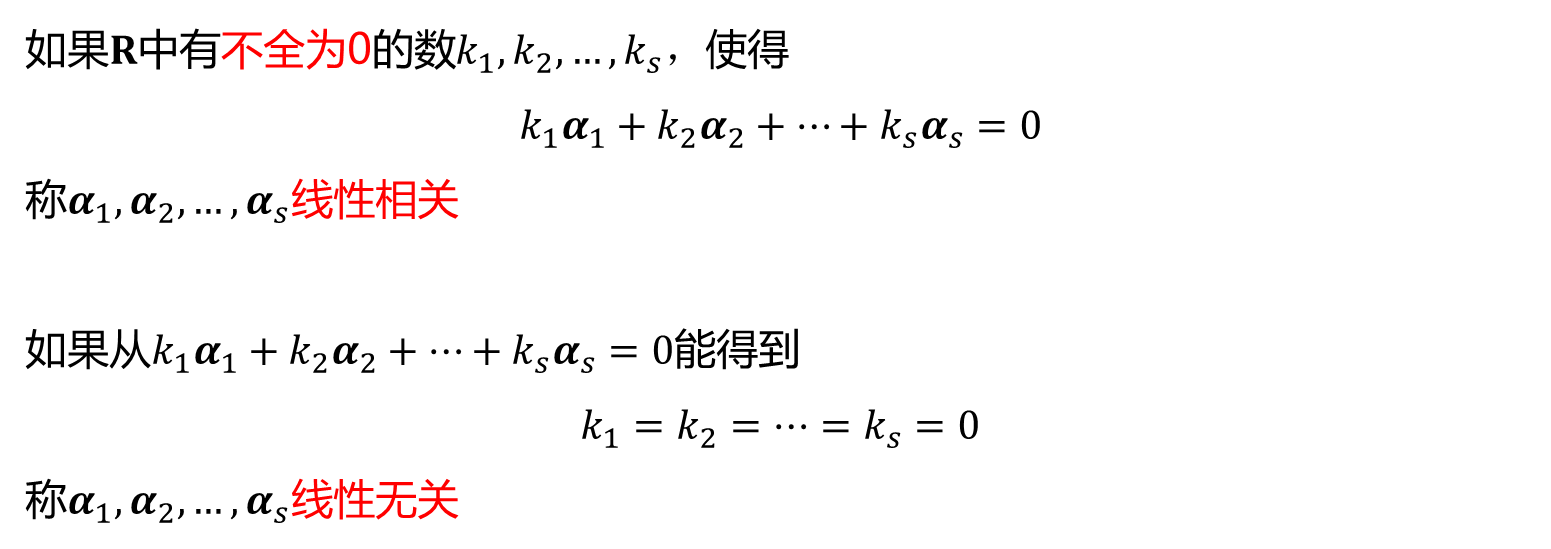 如果R中有不全为0的数k₁, k₂, … , kₛ，使得
k₁α₁ + k₂α₂ + ⋯ + kₛαₛ = 0
称α₁, α₂, … , αₛ线性相关
如果从k₁α₁ + k₂α₂ + ⋯ + kₛαₛ = 0能得到
k₁ = k₂ = ⋯ = kₛ = 0
称α₁, α₂, … , αₛ线性无关